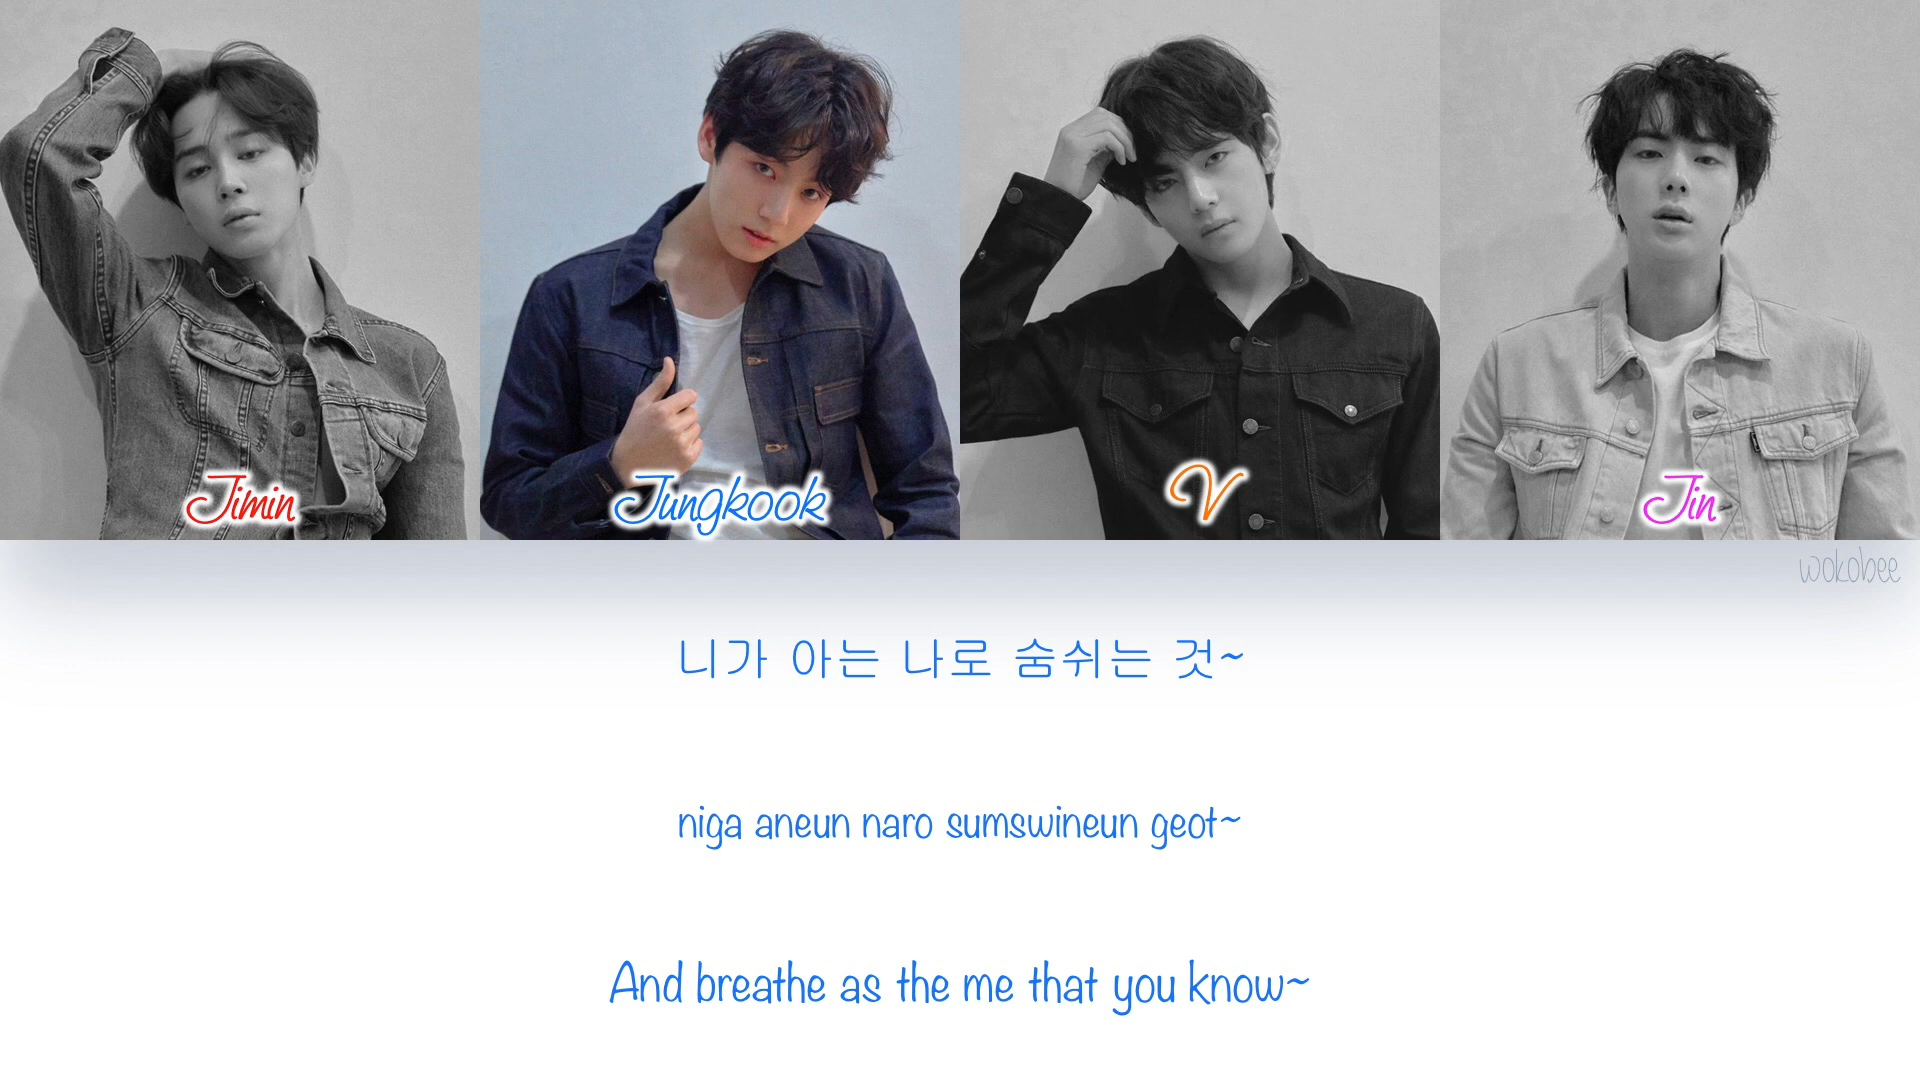 Jimin
Jungkook
V
Jin
wokobee
니가 아는 나로 숨쉬는 것~
niga aneun naro sumswineun geot~
And breathe as the me that you know~